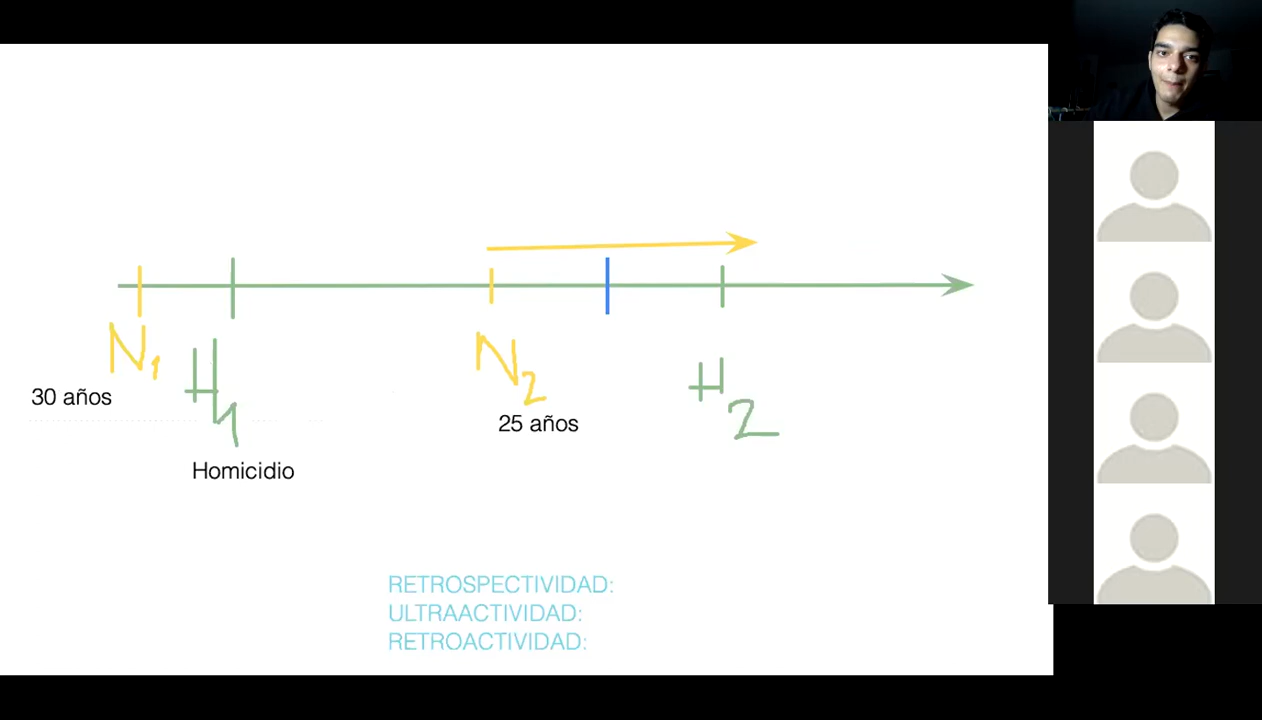 N1
H1
N2
H2
30 años
25 años
Homicidio
RETROSPECTIVIDAD:
ULTRAACTIVIDAD:
RETROACTIVIDAD: